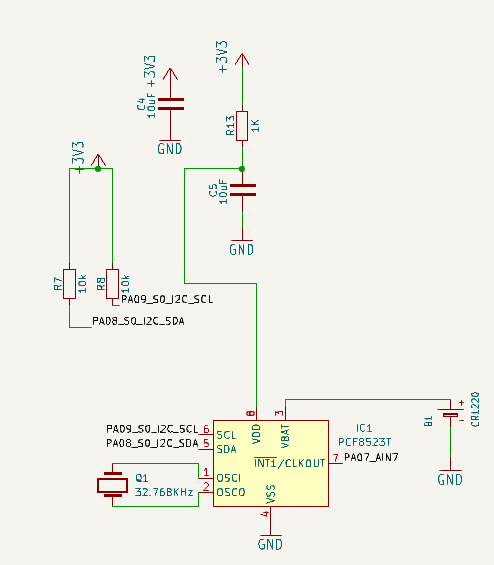 +3V3
+3V3
C4
10uF
GND
R13
1K
+3V3
C5
10uF
GND
R7
10k
R8
10k
PA09_S0_I2C_SCL
PA08_S0_I2C_SDA
PA09_S0_I2C_SCL 6 SCL
PA08_S0_I2C_SDA 5 SDA
8 VDD
3 VBAT
IC1
PCF8523T
INT1/CLKOUT 7 PA07_AIN7
1 OSCI
2 OSCO
VSS 4
GND
Q1
32.768KHz
B1
+
-
CR1220
GND